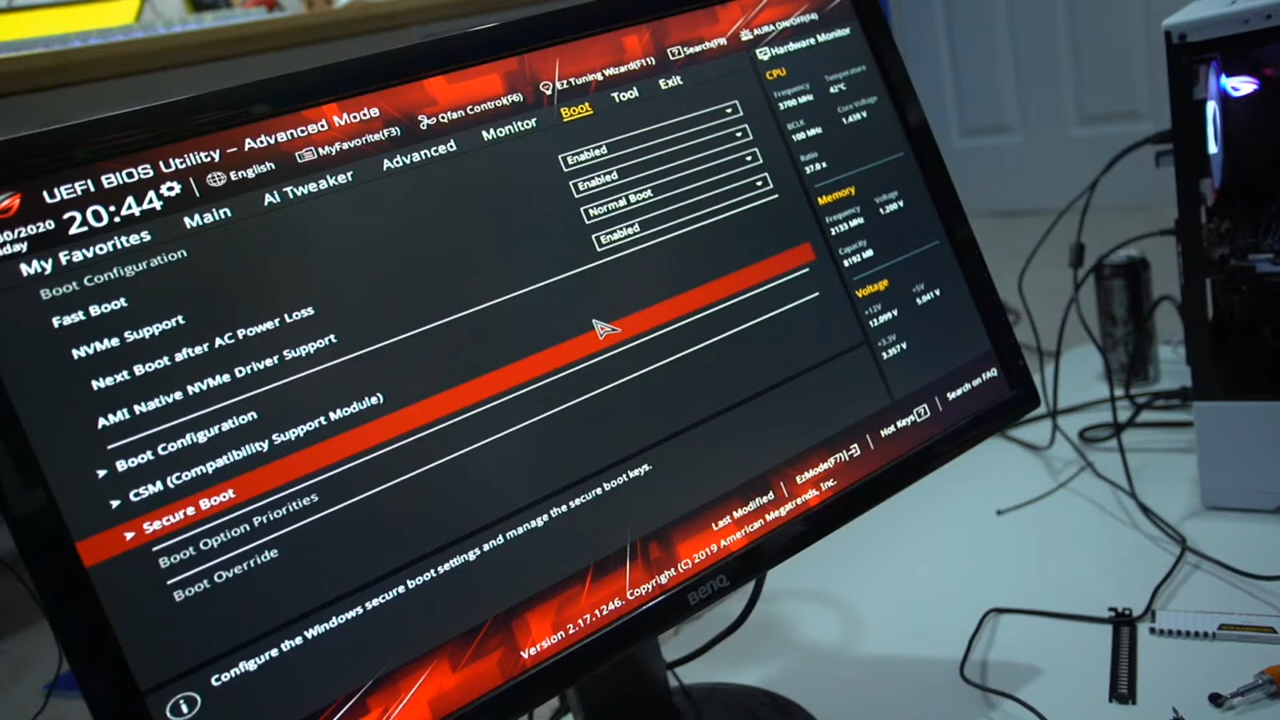 UEFI BIOS Utility – Advanced Mode
/2020
20:44
English
MyFavorite(F3)
Qfan Control(F6)
EZ Tuning Wizard(F11)
Search(F9)
AURA ON/OFF(F4)
My Favorites
Main
Ai Tweaker
Advanced
Monitor
Boot
Tool
Exit
Boot Configuration
Fast Boot
Enabled
NVMe Support
Enabled
Next Boot after AC Power Loss
Normal Boot
AMI Native NVMe Driver Support
Enabled
Boot Configuration
CSM (Compatibility Support Module)
Secure Boot
Boot Option Priorities
Boot Override
Configure the Windows secure boot settings and manage the secure boot keys.
Hardware Monitor
CPU
Frequency
3700 MHz
Temperature
42°C
BCLK
100 MHz
Core Voltage
1.438 V
Ratio
37.0 x
Memory
Frequency
2133 MHz
Voltage
1.200 V
Capacity
8192 MB
Voltage
+12V
12.099 V
+5V
5.041 V
+3.3V
3.357 V
Last Modified
EzMode(F7)
Hot Keys ?
Search on FAQ
Version 2.17.1246. Copyright (C) 2019 American Megatrends, Inc.
BenQ